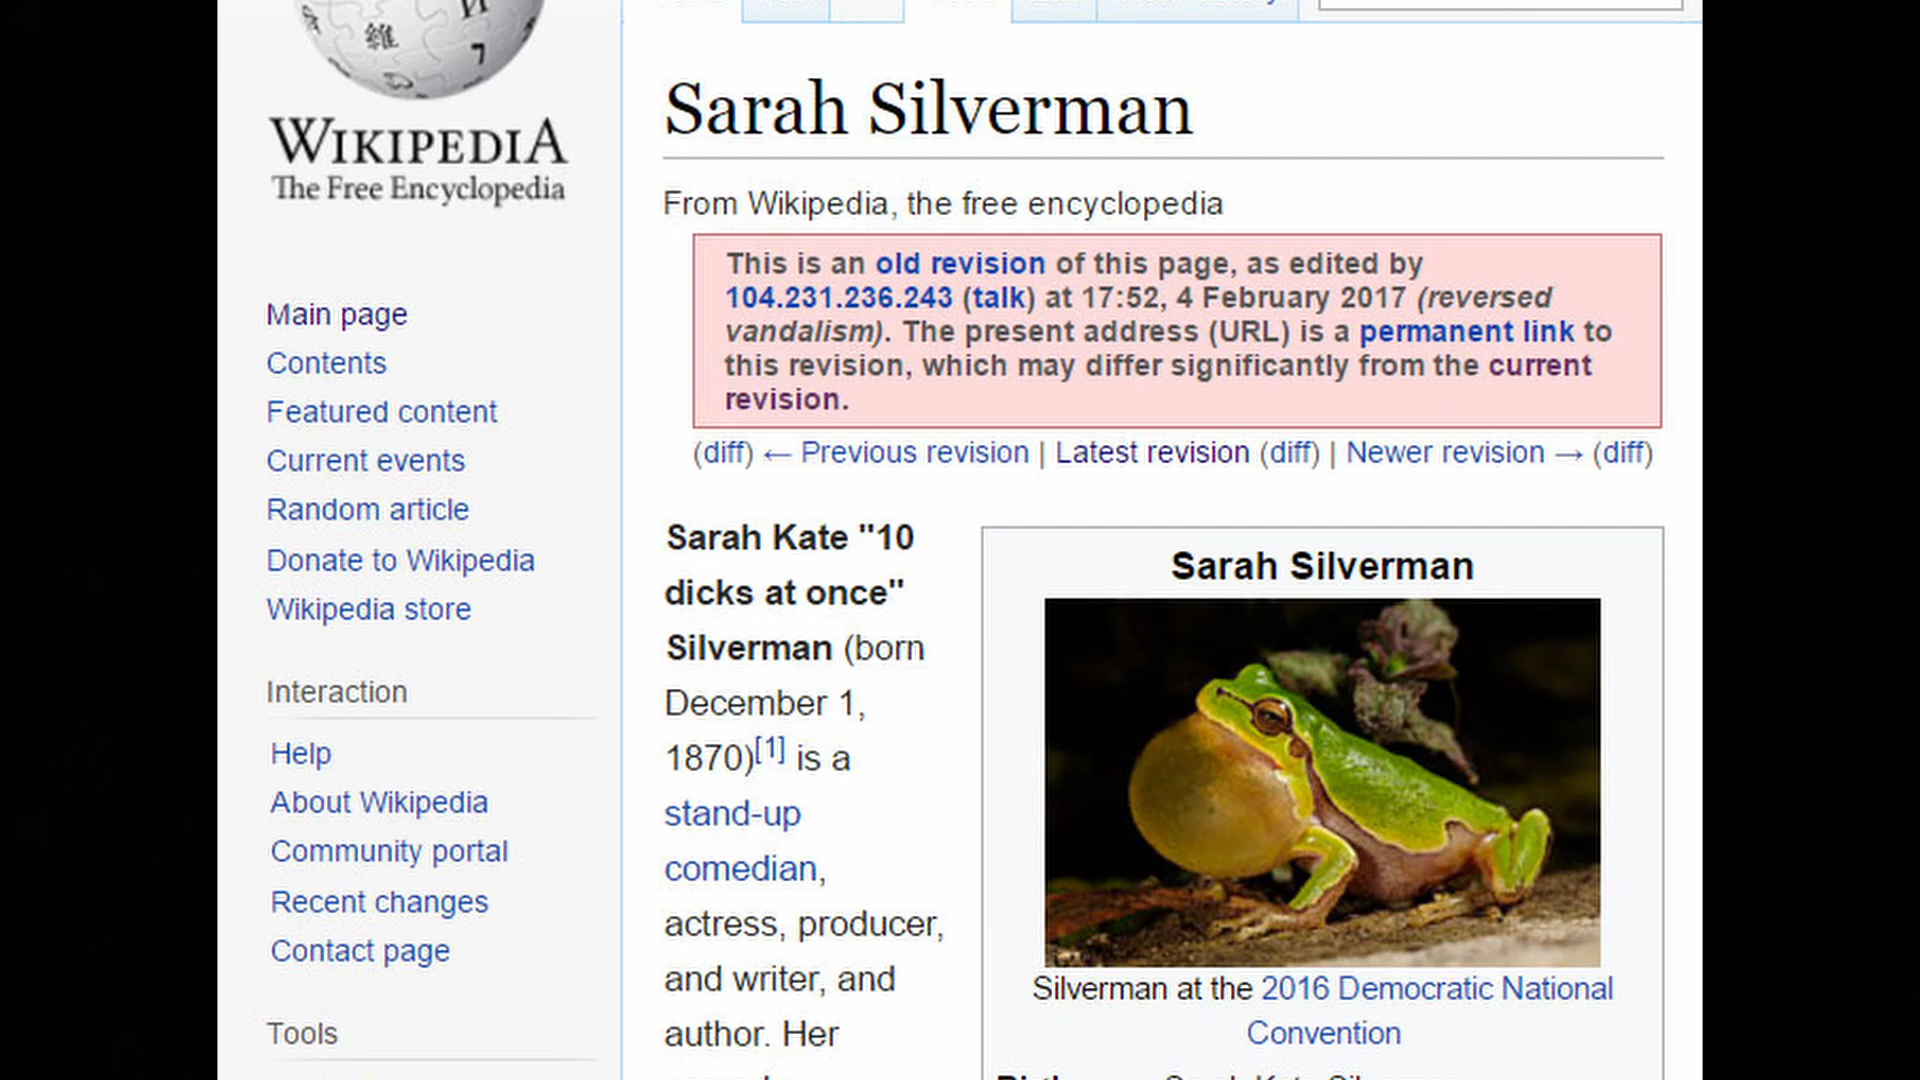 WIKIPEDIA
The Free Encyclopedia
Main page
Contents
Featured content
Current events
Random article
Donate to Wikipedia
Wikipedia store
Interaction
Help
About Wikipedia
Community portal
Recent changes
Contact page
Tools
Sarah Silverman
From Wikipedia, the free encyclopedia
This is an old revision of this page, as edited by
104.231.236.243 (talk) at 17:52, 4 February 2017 (reversed
vandalism). The present address (URL) is a permanent link to
this revision, which may differ significantly from the current
revision.
(diff) ← Previous revision | Latest revision (diff) | Newer revision → (diff)
Sarah Kate "10
dicks at once"
Silverman (born
December 1,
1870)[1] is a
stand-up
comedian,
actress, producer,
and writer, and
author. Her
Sarah Silverman
Silverman at the 2016 Democratic National
Convention